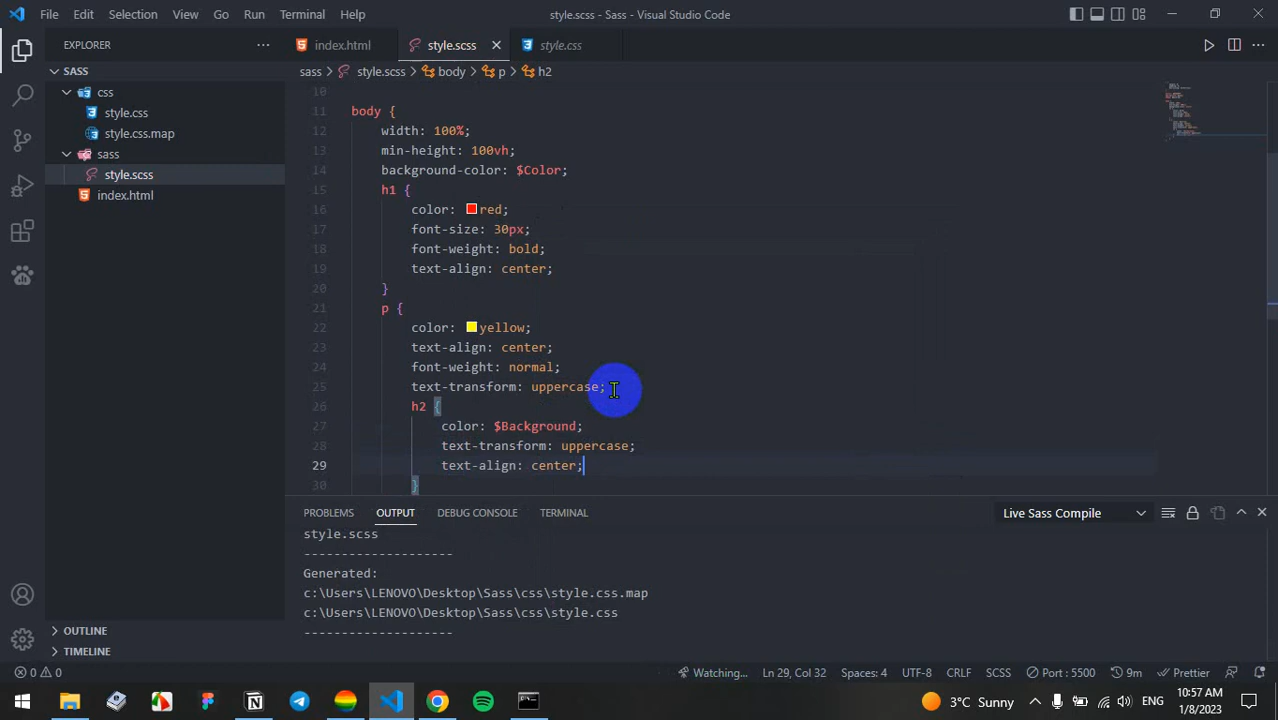 File Edit Selection View Go Run Terminal Help
style.scss - Sass - Visual Studio Code
EXPLORER
SASS
css
style.css
style.css.map
sass
style.scss
index.html
OUTLINE
TIMELINE
index.html style.scss style.css
sass style.scss body p h2
10
11 body {
12 width: 100%;
13 min-height: 100vh;
14 background-color: $Color;
15 h1 {
16 color: red;
17 font-size: 30px;
18 font-weight: bold;
19 text-align: center;
20 }
21 p {
22 color: yellow;
23 text-align: center;
24 font-weight: normal;
25 text-transform: uppercase;
26 h2 {
27 color: $Background;
28 text-transform: uppercase;
29 text-align: center;
30 }
PROBLEMS OUTPUT DEBUG CONSOLE TERMINAL
Live Sass Compile
style.scss
--------------------
Generated:
c:\Users\LENOVO\Desktop\Sass\css\style.css.map
c:\Users\LENOVO\Desktop\Sass\css\style.css
--------------------
0 0 Watching... Ln 29, Col 32 Spaces: 4 UTF-8 CRLF SCSS Port : 5500 9m Prettier
3°C Sunny ENG 10:57 AM
1/8/2023